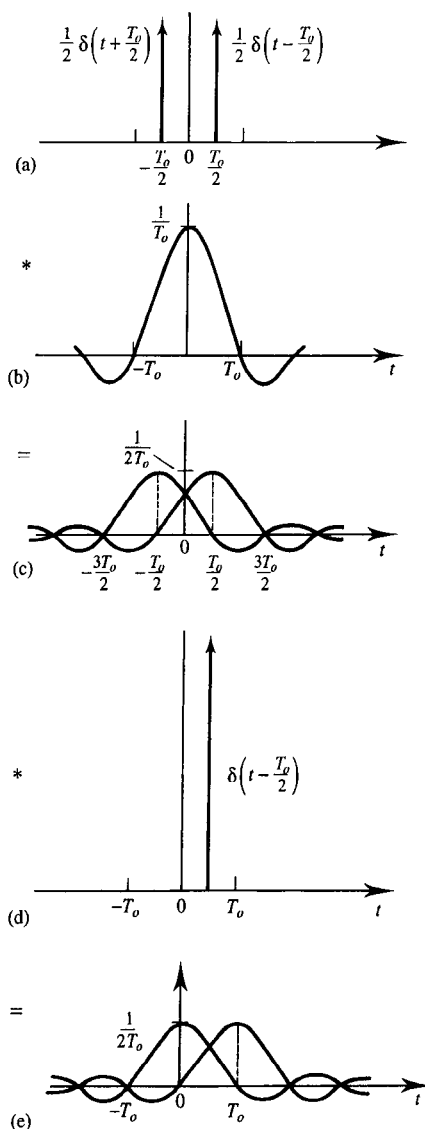 1/2 δ(t + T_o/2) 1/2 δ(t − T_o/2)
(a) −T_o/2 0 T_o/2
1/T_o
*
(b) −T_o T_o t
=
1/2T_o
0 t
(c) −3T_o/2 −T_o/2 T_o/2 3T_o/2
* δ(t − T_o/2)
(d) −T_o 0 T_o t
=
1/2T_o
−T_o 0 T_o t
(e)